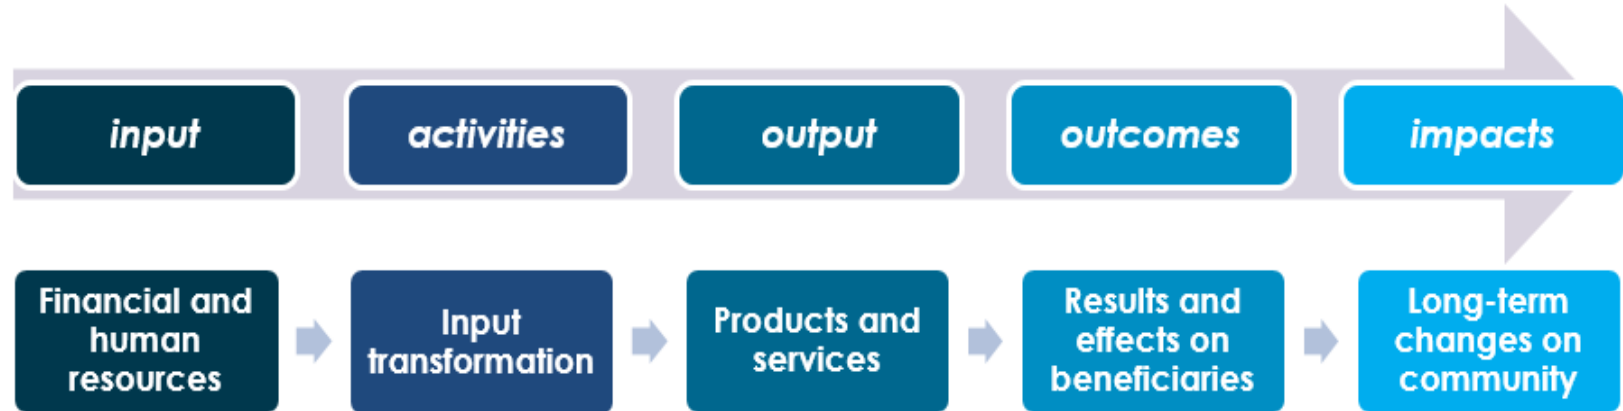 input
activities
output
outcomes
impacts
Financial and
human
resources
Input
transformation
Products and
services
Results and
effects on
beneficiaries
Long-term
changes on
community